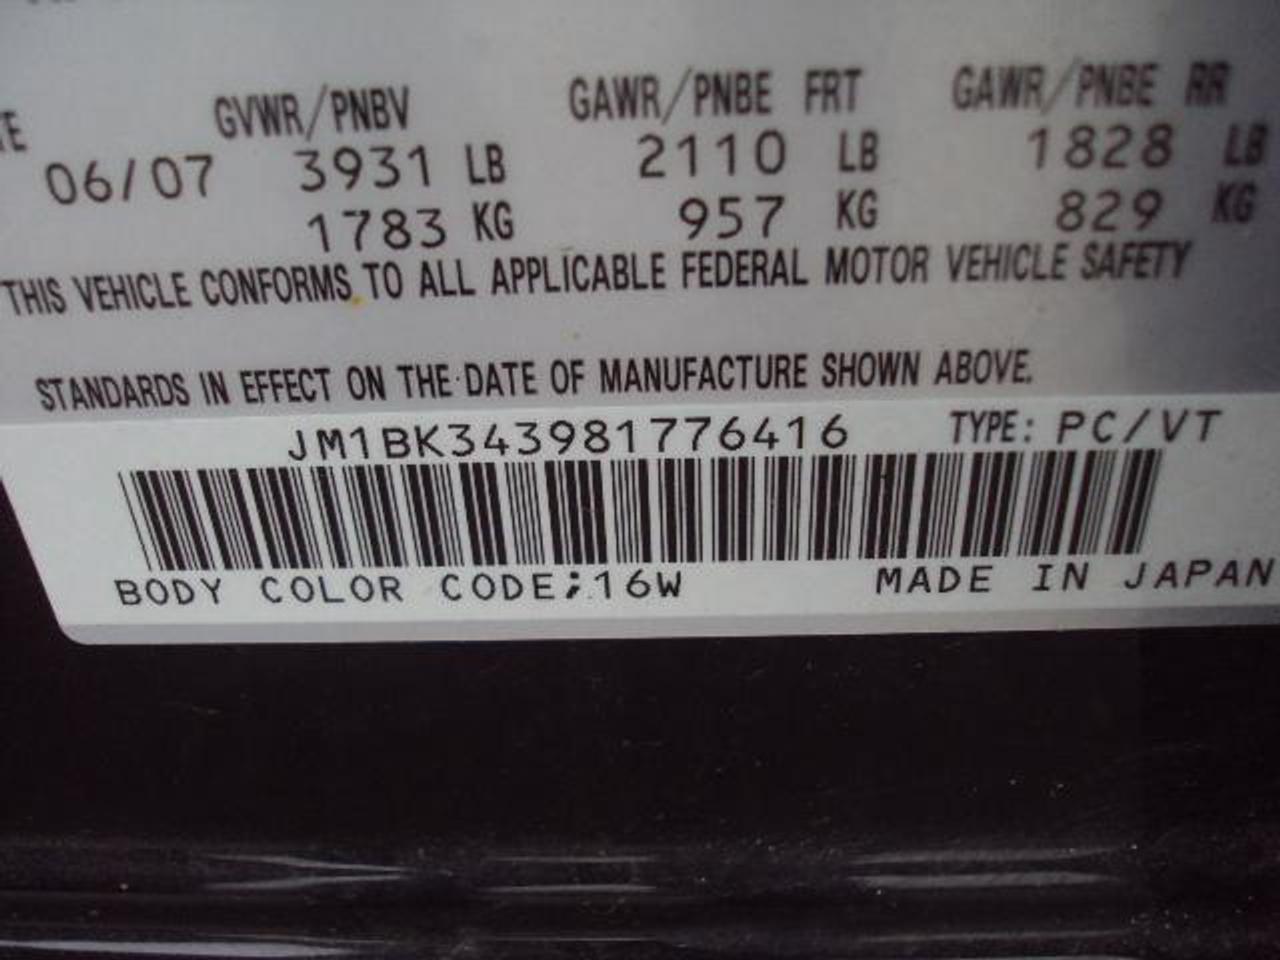 GVWR/PNBV GAWR/PNBE FRT GAWR/PNBE RR
06/07 3931 LB 2110 LB 1828 LB
1783 KG 957 KG 829 KG
THIS VEHICLE CONFORMS TO ALL APPLICABLE FEDERAL MOTOR VEHICLE SAFETY
STANDARDS IN EFFECT ON THE DATE OF MANUFACTURE SHOWN ABOVE.
JM1BK343981776416 TYPE: PC/VT
BODY COLOR CODE;16W MADE IN JAPAN